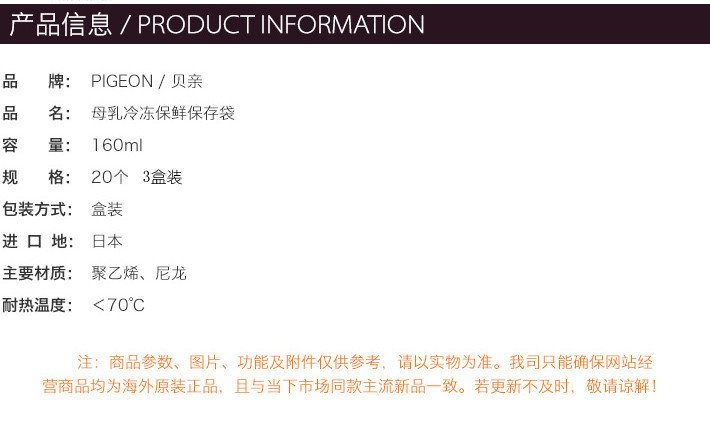 产品信息 / PRODUCT INFORMATION
品 牌： PIGEON / 贝亲
品 名： 母乳冷冻保鲜保存袋
容 量： 160ml
规 格： 20个 3盒装
包装方式： 盒装
进 口 地： 日本
主要材质： 聚乙烯、尼龙
耐热温度： ＜70℃
注：商品参数、图片、功能及附件仅供参考，请以实物为准。我司只能确保网站经
营商品均为海外原装正品，且与当下市场同款主流新品一致。若更新不及时，敬请谅解！